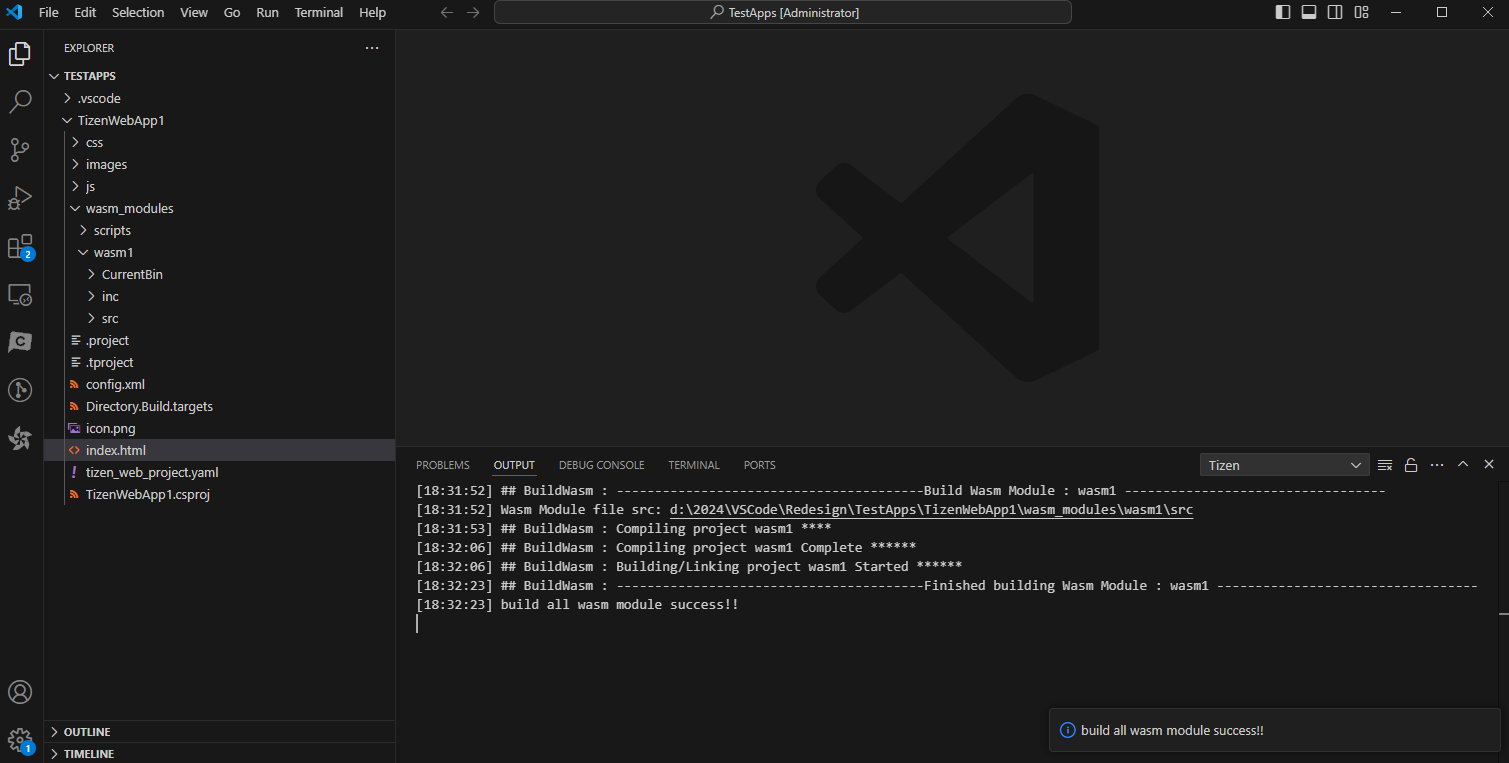 File Edit Selection View Go Run Terminal Help
TestApps [Administrator]
EXPLORER
TESTAPPS
.vscode
TizenWebApp1
css
images
js
wasm_modules
scripts
wasm1
CurrentBin
inc
src
.project
.tproject
config.xml
Directory.Build.targets
icon.png
<> index.html
! tizen_web_project.yaml
TizenWebApp1.csproj
OUTLINE
TIMELINE
2
C
1
PROBLEMS OUTPUT DEBUG CONSOLE TERMINAL PORTS
Tizen
[18:31:52] ## BuildWasm : ----------------------------------------Build Wasm Module : wasm1 ----------------------------------
[18:31:52] Wasm Module file src: d:\2024\VSCode\Redesign\TestApps\TizenWebApp1\wasm_modules\wasm1\src
[18:31:53] ## BuildWasm : Compiling project wasm1 ****
[18:32:06] ## BuildWasm : Compiling project wasm1 Complete ******
[18:32:06] ## BuildWasm : Building/Linking project wasm1 Started ******
[18:32:23] ## BuildWasm : ----------------------------------------Finished building Wasm Module : wasm1 ----------------------------------
[18:32:23] build all wasm module success!!
build all wasm module success!!